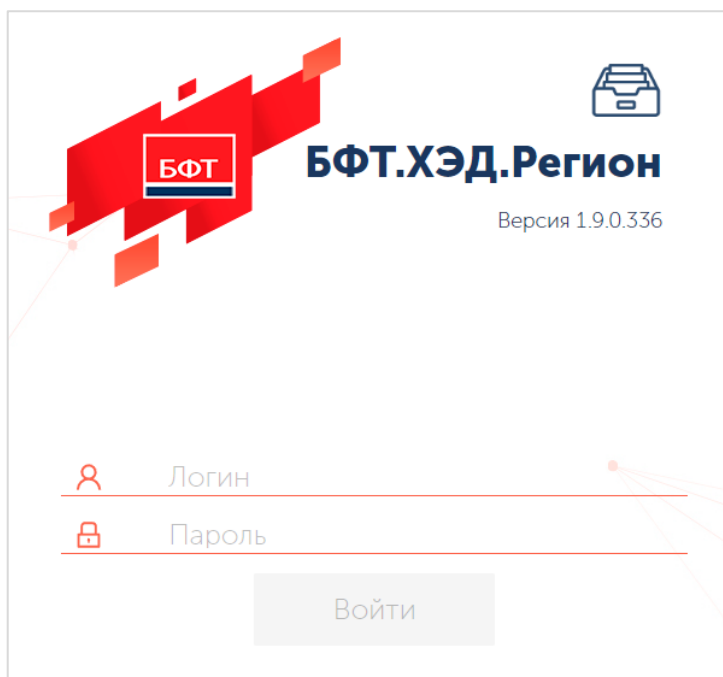 БФТ
БФТ.ХЭД.Регион
Версия 1.9.0.336
Логин
Пароль
Войти